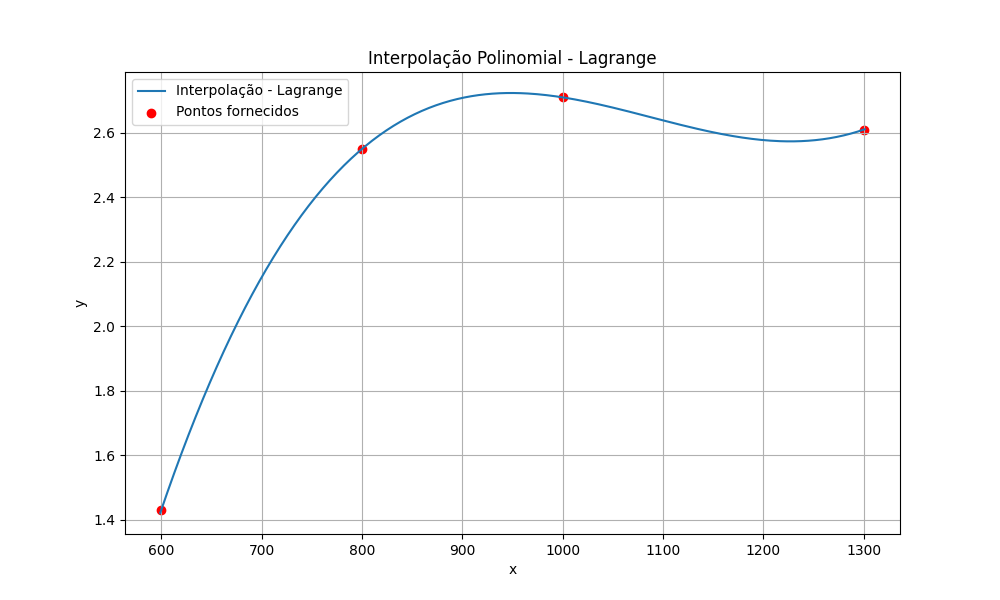 Interpolação Polinomial - Lagrange
Interpolação - Lagrange
Pontos fornecidos
y
2.6
2.4
2.2
2.0
1.8
1.6
1.4
600 700 800 900 1000 1100 1200 1300
x